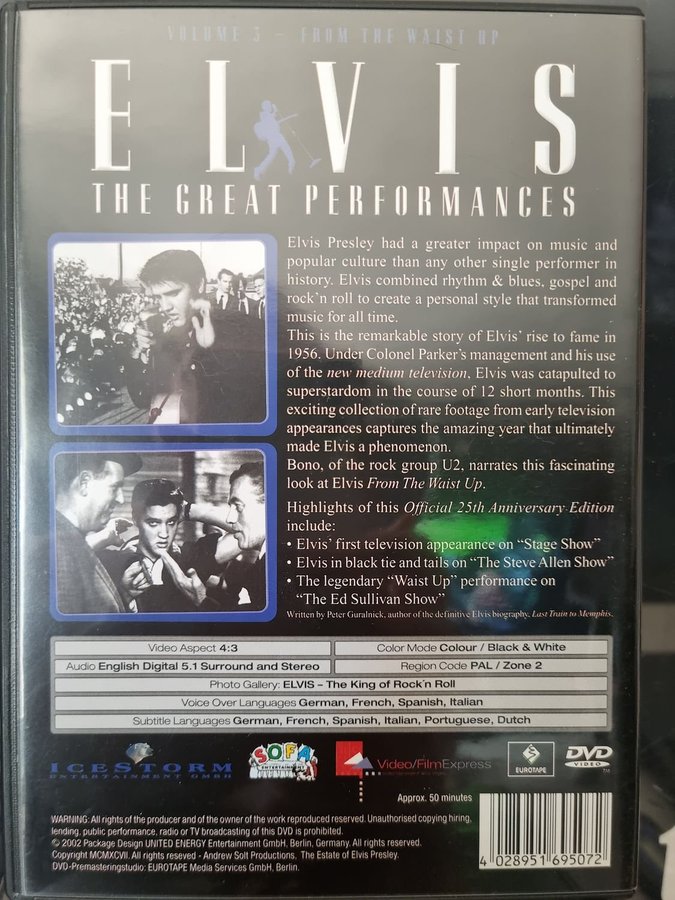 VOLUME 3 – FROM THE WAIST UP
ELVIS
THE GREAT PERFORMANCES
Elvis Presley had a greater impact on music and
popular culture than any other single performer in
history. Elvis combined rhythm & blues, gospel and
rock'n roll to create a personal style that transformed
music for all time.
This is the remarkable story of Elvis' rise to fame in
1956. Under Colonel Parker's management and his use
of the new medium television, Elvis was catapulted to
superstardom in the course of 12 short months. This
exciting collection of rare footage from early television
appearances captures the amazing year that ultimately
made Elvis a phenomenon.
Bono, of the rock group U2, narrates this fascinating
look at Elvis From The Waist Up.
Highlights of this Official 25th Anniversary Edition
include:
• Elvis' first television appearance on "Stage Show"
• Elvis in black tie and tails on "The Steve Allen Show"
• The legendary "Waist Up" performance on
"The Ed Sullivan Show"
Written by Peter Guralnick, author of the definitive Elvis biography, Last Train to Memphis.
Video Aspect 4:3
Color Mode Colour / Black & White
Audio English Digital 5.1 Surround and Stereo
Region Code PAL / Zone 2
Photo Gallery: ELVIS – The King of Rock'n Roll
Voice Over Languages German, French, Spanish, Italian
Subtitle Languages German, French, Spanish, Italian, Portuguese, Dutch
ICESTORM
ENTERTAINMENT GMBH
SOFA
ENTERTAINMENT
Video/FilmExpress
EUROTAPE
DVD
VIDEO
TM
Approx. 50 minutes
WARNING: All rights of the producer and of the owner of the work reproduced reserved. Unauthorised copying hiring,
lending, public performance, radio or TV broadcasting of this DVD is prohibited.
© 2002 Package Design UNITED ENERGY Entertainment GmbH, Berlin, Germany. All rights reserved.
Copyright MCMXCVII. All rights resevred - Andrew Solt Productions, The Estate of Elvis Presley.
DVD-Premasteringstudio: EUROTAPE Media Services GmbH, Berlin.
4 028951 695072